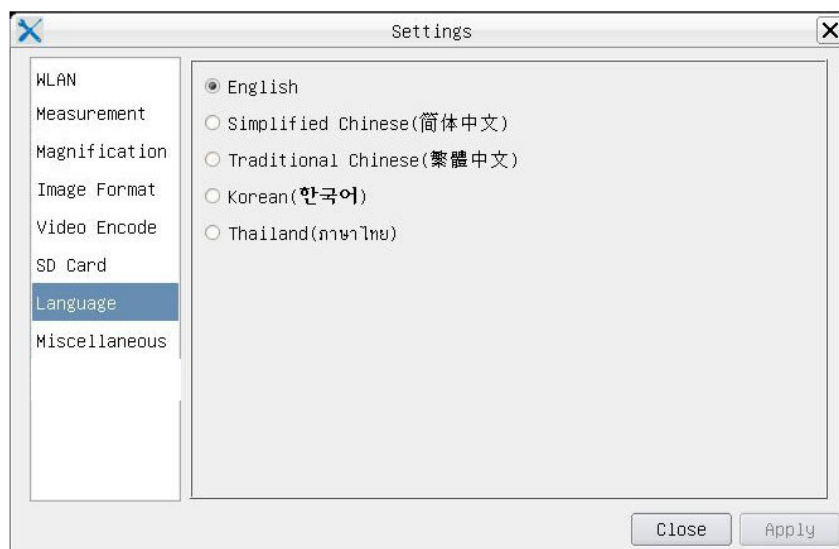 Settings
WLAN
Measurement
Magnification
Image Format
Video Encode
SD Card
Language
Miscellaneous
English
Simplified Chinese(简体中文)
Traditional Chinese(繁體中文)
Korean(한국어)
Thailand(ภาษาไทย)
Close
Apply